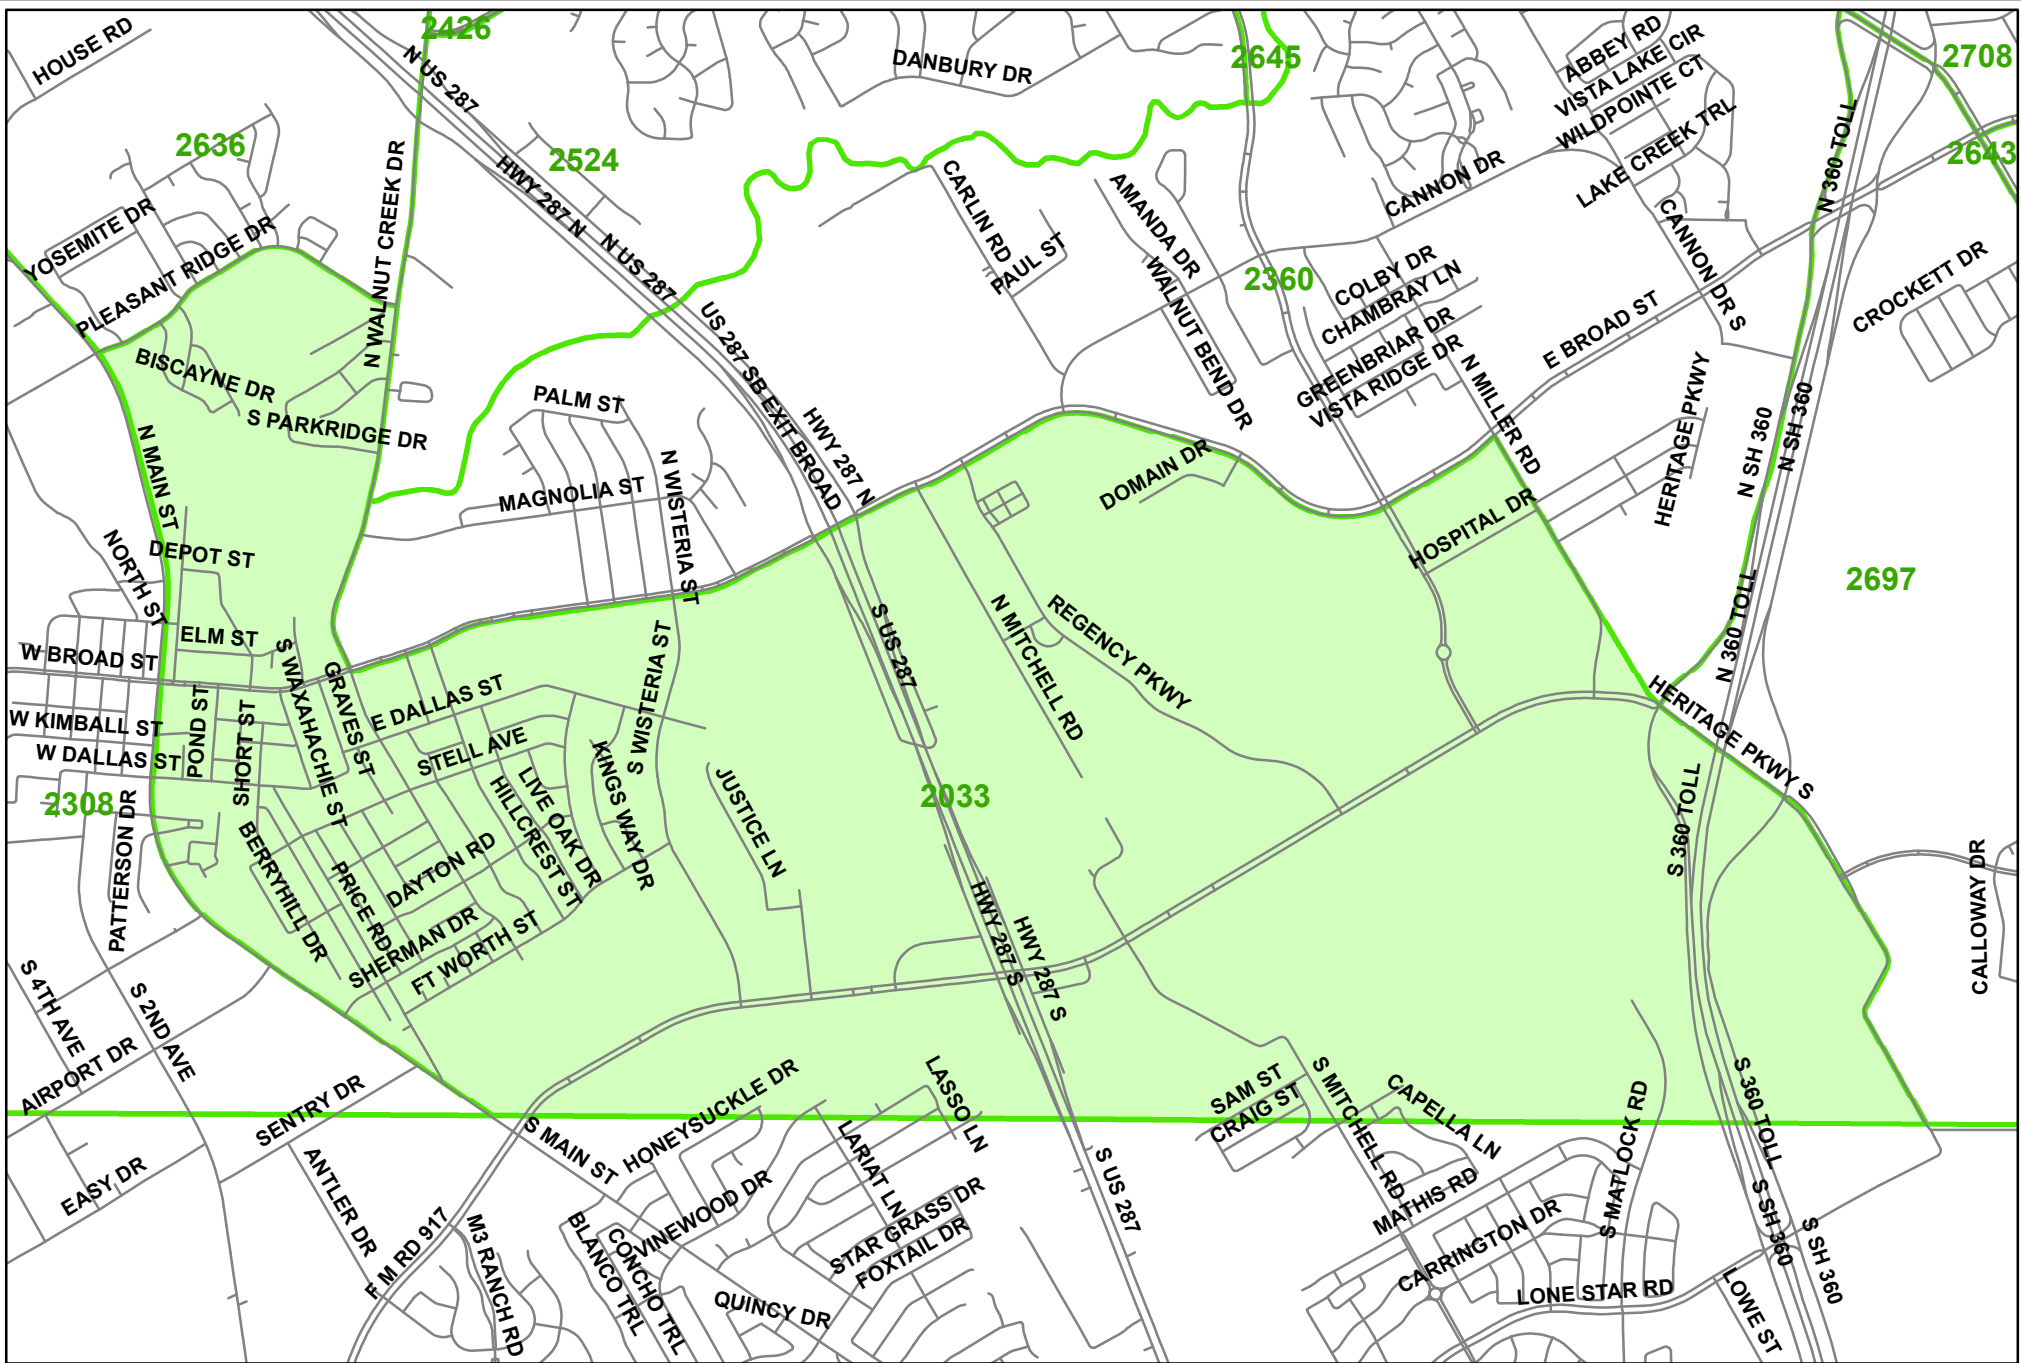 2426
HOUSE RD
N US 287
DANBURY DR
2645
ABBEY RD
VISTA LAKE CIR
WILDPOINTE CT
LAKE CREEK TRL
2708
2636
2524
HWY 287 N
N US 287
N WALNUT CREEK DR
CARLIN RD
PAUL ST
AMANDA DR
WALNUT BEND DR
CANNON DR
CANNON DR S
N 360 TOLL
2643
YOSEMITE DR
PLEASANT RIDGE DR
2360
COLBY DR
CHAMBRAY LN
GREENBRIAR DR
VISTA RIDGE DR
E BROAD ST
CROCKETT DR
US 287 SB EXIT BROAD
HWY 287 N
BISCAYNE DR
S PARKRIDGE DR
PALM ST
MAGNOLIA ST
N WISTERIA ST
N MILLER RD
HERITAGE PKWY
N SH 360
N SH 360
N MAIN ST
DOMAIN DR
HOSPITAL DR
NORTH ST
DEPOT ST
ELM ST
2697
N 360 TOLL
W BROAD ST
S WAXAHACHIE ST
GRAVES ST
S US 287
N MITCHELL RD
REGENCY PKWY
W KIMBALL ST
W DALLAS ST
POND ST
SHORT ST
E DALLAS ST
STELL AVE
S WISTERIA ST
HERITAGE PKWY S
2308
PATTERSON DR
BERRYHILL DR
PRICE RD
DAYTON RD
HILLCREST ST
LIVE OAK DR
KINGS WAY DR
JUSTICE LN
2033
S 360 TOLL
SHERMAN DR
FT WORTH ST
HWY 287 S
HWY 287 S
CALLOWAY DR
S 4TH AVE
S 2ND AVE
AIRPORT DR
SENTRY DR
EASY DR
ANTLER DR
F M RD 917
M3 RANCH RD
S MAIN ST
HONEYSUCKLE DR
VINEWOOD DR
BLANCO TRL
CONCHO TRL
QUINCY DR
LARIAT LN
LASSO LN
STAR GRASS DR
FOXTAIL DR
S US 287
SAM ST
CRAIG ST
S MITCHELL RD
CAPELLA LN
MATHIS RD
CARRINGTON DR
S MATLOCK RD
LONE STAR RD
S 360 TOLL
S SH 360
S SH 360
LOWE ST